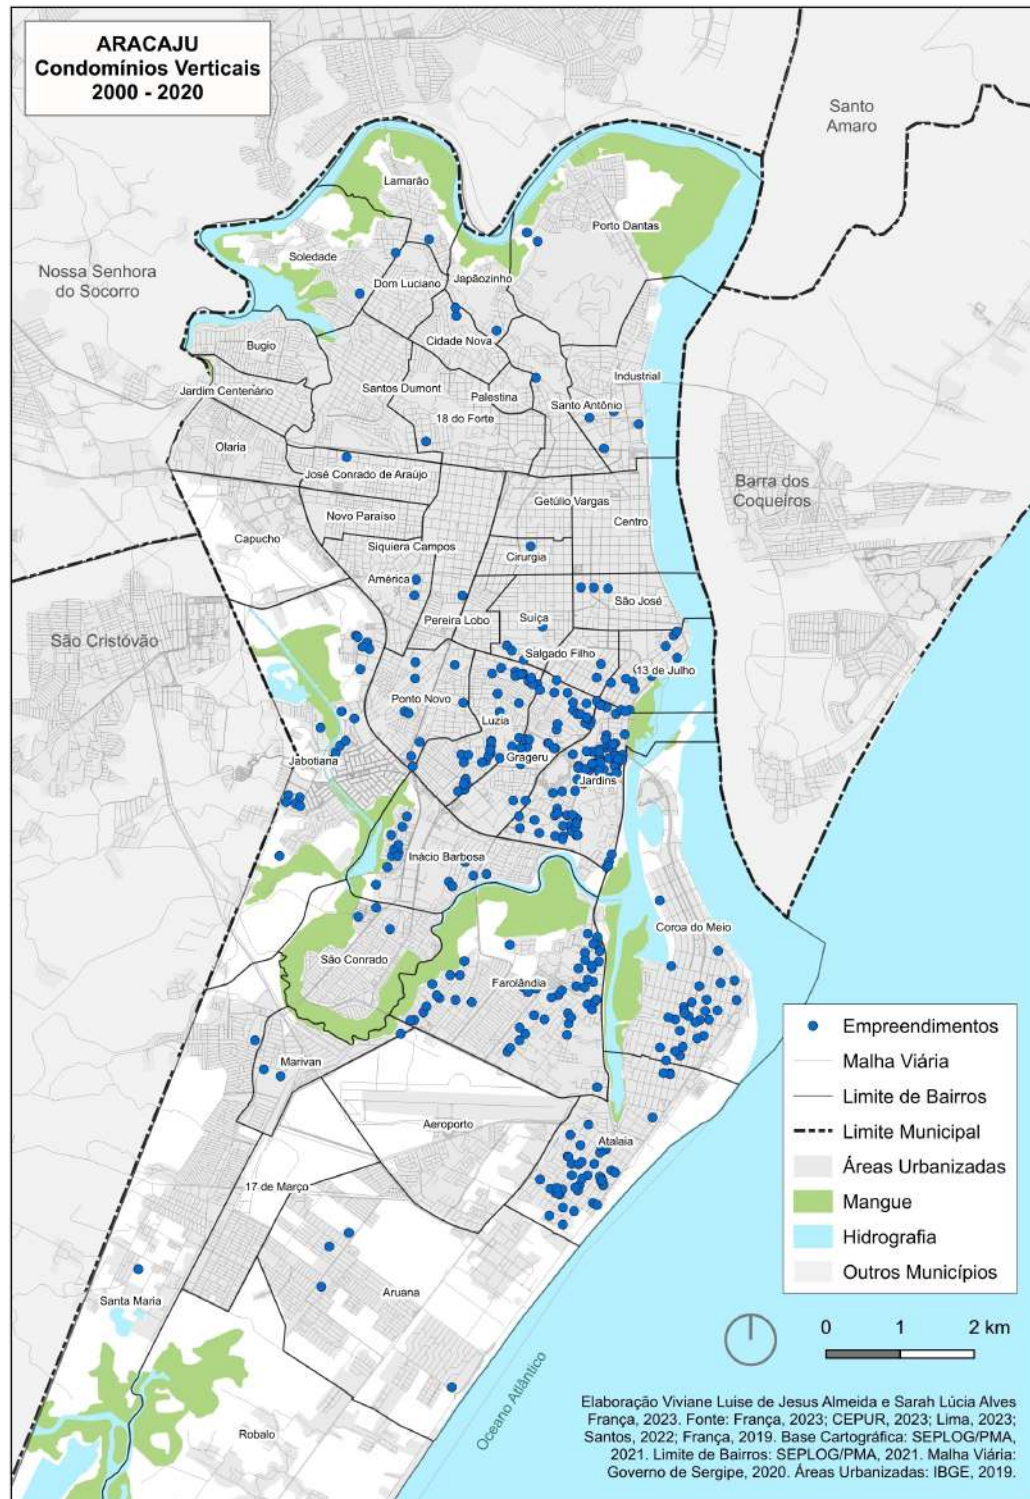 ARACAJU
Condomínios Verticais
2000 - 2020
Santo
Amaro
Lamarão
Porto Dantas
Soledade
Nossa Senhora
do Socorro
Dom Luciano
Japãozinho
Cidade Nova
Bugio
Industrial
Jardim Centenário
Santos Dumont
Palestina
Santo Antônio
18 do Forte
Olaria
José Conrado de Araújo
Barra dos
Coqueiros
Getúlio Vargas
Novo Paraíso
Centro
Capucho
Siquiera Campos
Cirurgia
América
São José
Pereira Lobo
Suíça
São Cristóvão
Salgado Filho
13 de Julho
Ponto Novo
Luzia
Jabotiana
Grageru
Jardins
Inácio Barbosa
Coroa do Meio
São Conrado
Farolândia
Marivan
Aeroporto
Atalaia
17 de Março
Santa Maria
Aruana
Robalo
Oceano Atlântico
Empreendimentos
Malha Viária
Limite de Bairros
Limite Municipal
Áreas Urbanizadas
Mangue
Hidrografia
Outros Municípios
0 1 2 km
Elaboração Viviane Luise de Jesus Almeida e Sarah Lúcia Alves
França, 2023. Fonte: França, 2023; CEPUR, 2023; Lima, 2023;
Santos, 2022; França, 2019. Base Cartográfica: SEPLOG/PMA,
2021. Limite de Bairros: SEPLOG/PMA, 2021. Malha Viária:
Governo de Sergipe, 2020. Áreas Urbanizadas: IBGE, 2019.